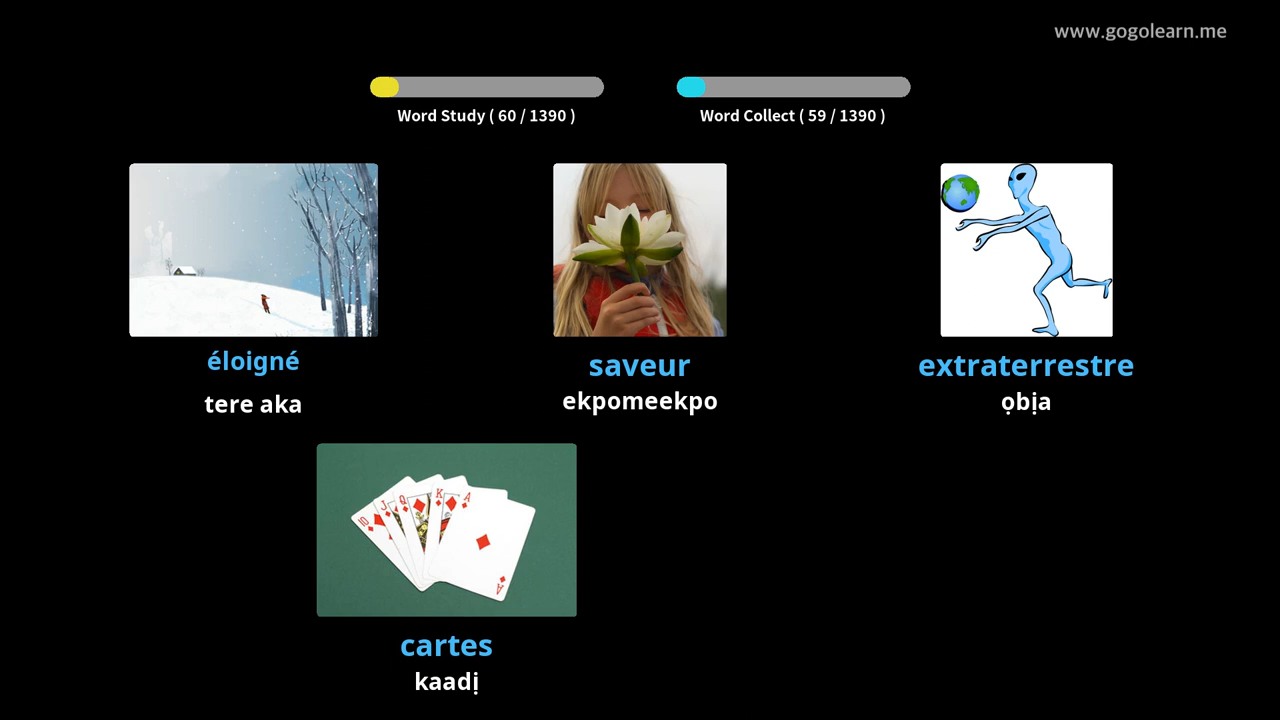 www.gogolearn.me
Word Study ( 60 / 1390 )
Word Collect ( 59 / 1390 )
éloigné
tere aka
saveur
ekpomeekpo
extraterrestre
ọbịa
10 J Q K A
A
cartes
kaadị